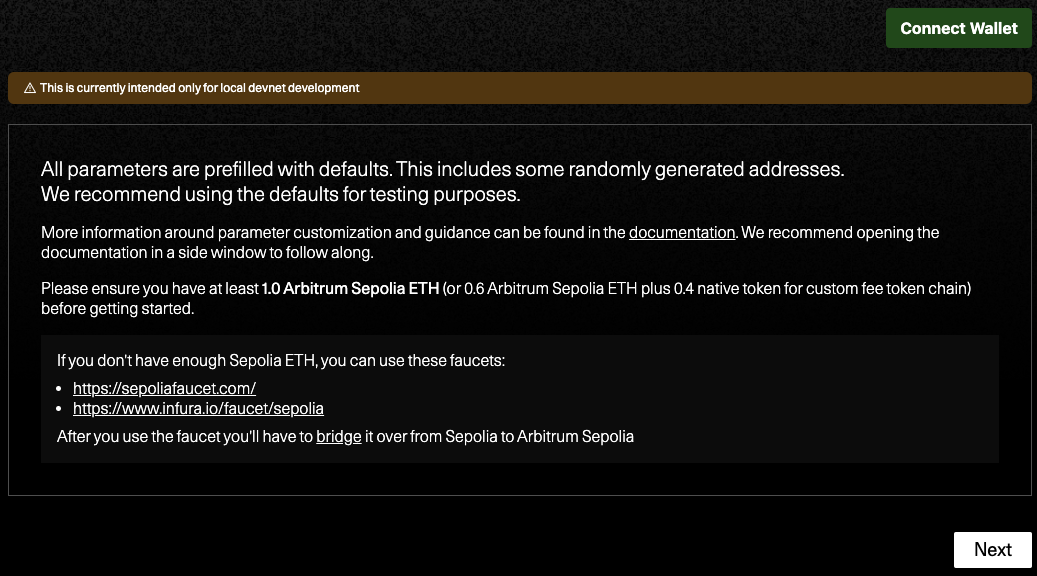 Connect Wallet
⚠ This is currently intended only for local devnet development
All parameters are prefilled with defaults. This includes some randomly generated addresses.
We recommend using the defaults for testing purposes.
More information around parameter customization and guidance can be found in the documentation. We recommend opening the
documentation in a side window to follow along.
Please ensure you have at least 1.0 Arbitrum Sepolia ETH (or 0.6 Arbitrum Sepolia ETH plus 0.4 native token for custom fee token chain)
before getting started.
If you don't have enough Sepolia ETH, you can use these faucets:
• https://sepoliafaucet.com/
• https://www.infura.io/faucet/sepolia
After you use the faucet you'll have to bridge it over from Sepolia to Arbitrum Sepolia
Next